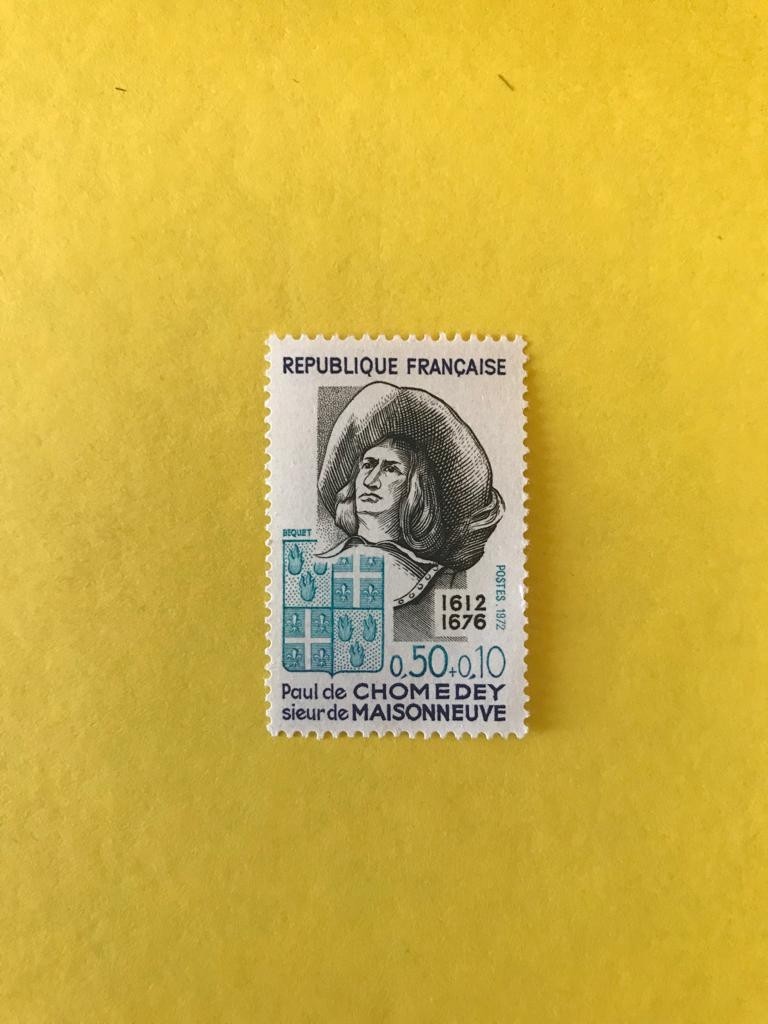 REPUBLIQUE FRANÇAISE
BEQUET
POSTES. 1972
1612
1676
0,50+0,10
Paul de CHOMEDEY
sieur de MAISONNEUVE